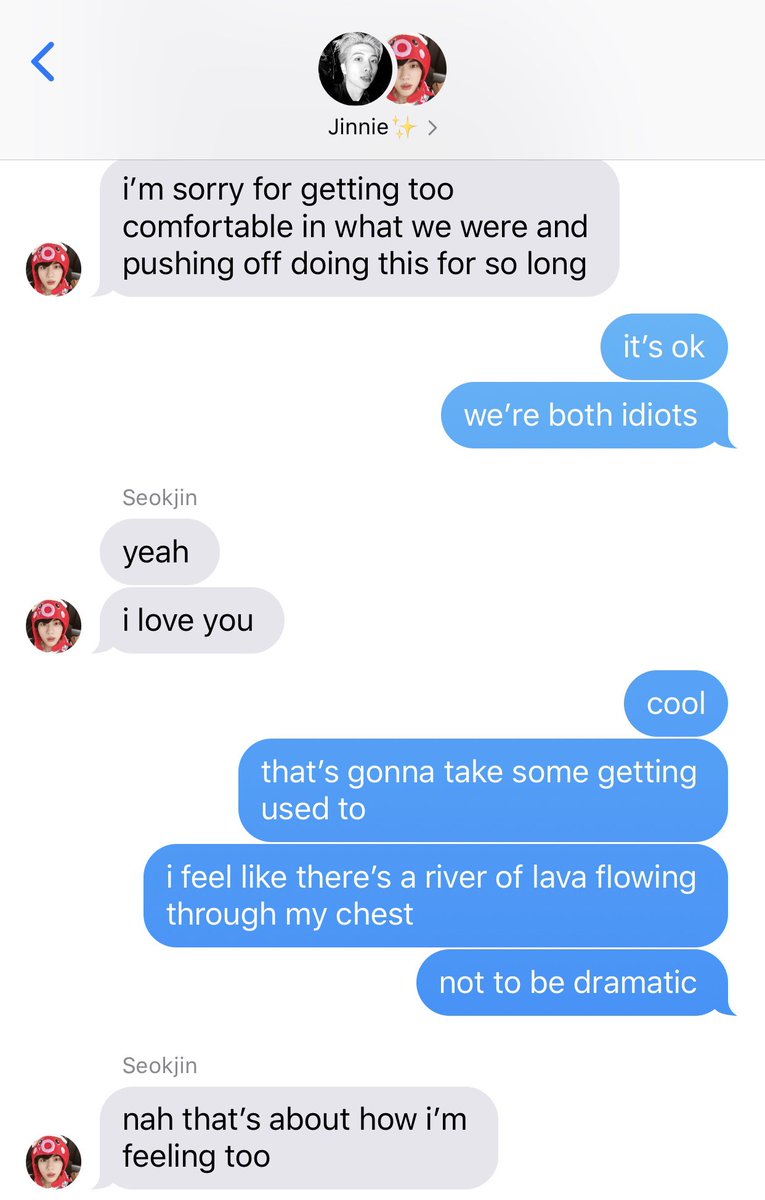 Jinnie✨
i’m sorry for getting too
comfortable in what we were and
pushing off doing this for so long
it’s ok
we’re both idiots
Seokjin
yeah
i love you
cool
that’s gonna take some getting
used to
i feel like there’s a river of lava flowing
through my chest
not to be dramatic
Seokjin
nah that’s about how i’m
feeling too